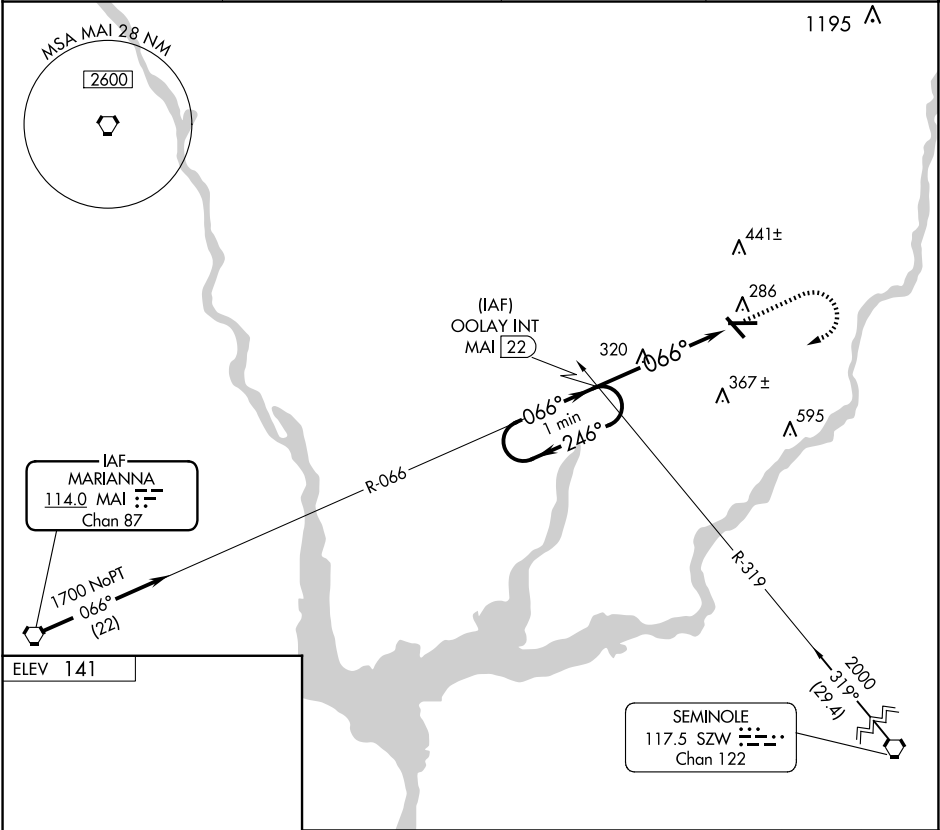 1195
MSA MAI 28 NM
2600
441±
286
(IAF)
OOLAY INT
MAI 22
320
066°
367±
066°
1 min
246°
595
IAF
MARIANNA
114.0 MAI
Chan 87
R-066
R-319
1700 NoPT
066°
(22)
ELEV 141
2000
319°
(29.4)
SEMINOLE
117.5 SZW
Chan 122